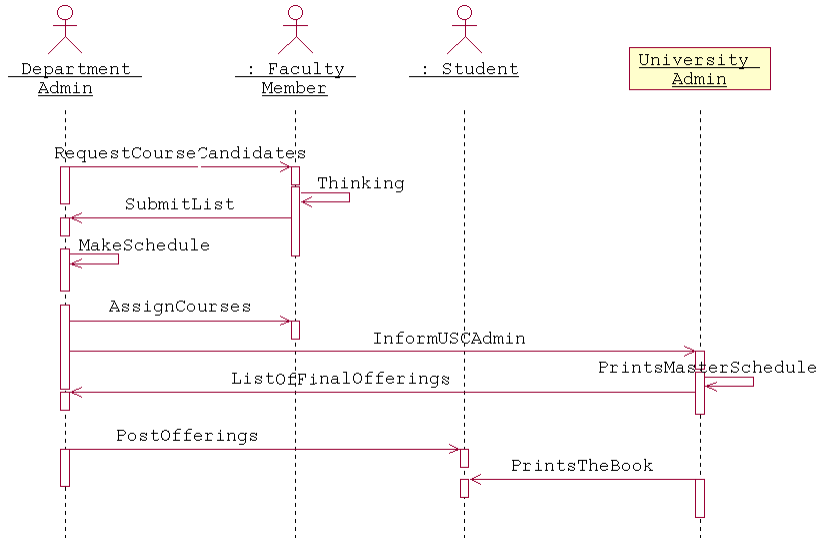 Department
Admin
: Faculty
Member
: Student
University
Admin
RequestCourseCandidates
Thinking
SubmitList
MakeSchedule
AssignCourses
InformUSCAdmin
PrintsMasterSchedule
ListOfFinalOfferings
PostOfferings
PrintsTheBook